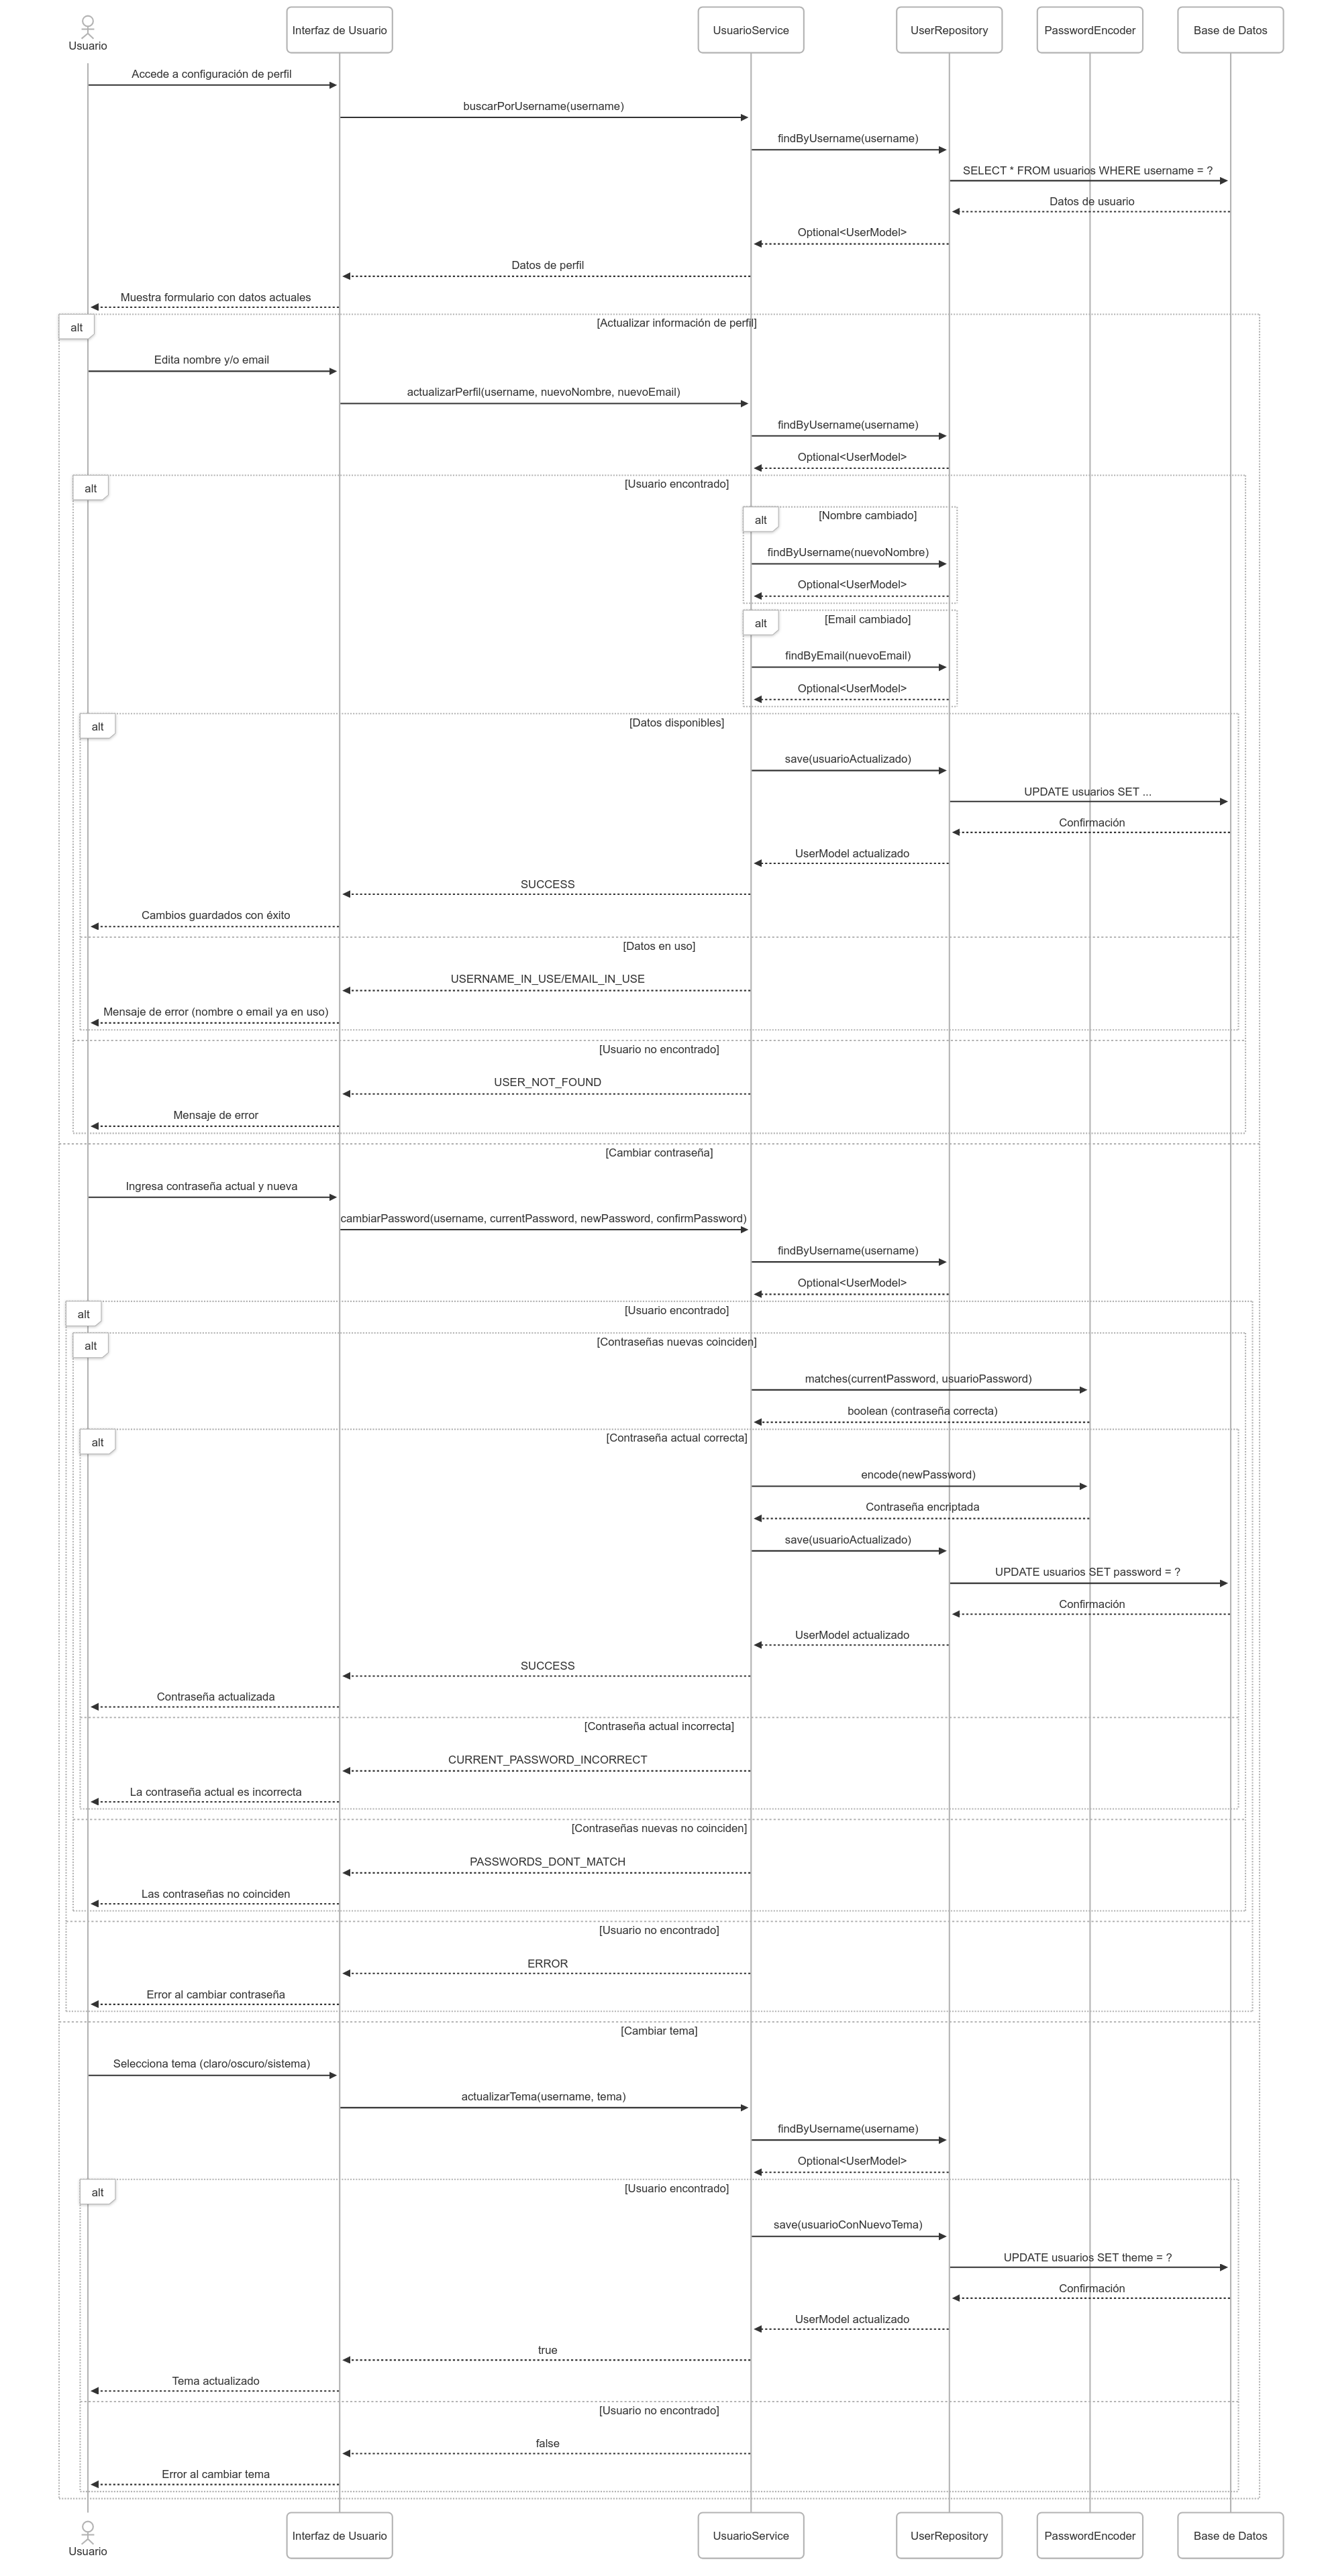 Usuario
Interfaz de Usuario
UsuarioService
UserRepository
PasswordEncoder
Base de Datos
Accede a configuración de perfil
buscarPorUsername(username)
findByUsername(username)
SELECT * FROM usuarios WHERE username = ?
Datos de usuario
Optional<UserModel>
Datos de perfil
Muestra formulario con datos actuales
alt
[Actualizar información de perfil]
Edita nombre y/o email
actualizarPerfil(username, nuevoNombre, nuevoEmail)
findByUsername(username)
Optional<UserModel>
alt
[Usuario encontrado]
alt
[Nombre cambiado]
findByUsername(nuevoNombre)
Optional<UserModel>
alt
[Email cambiado]
findByEmail(nuevoEmail)
Optional<UserModel>
alt
[Datos disponibles]
save(usuarioActualizado)
UPDATE usuarios SET ...
Confirmación
UserModel actualizado
SUCCESS
Cambios guardados con éxito
[Datos en uso]
USERNAME_IN_USE/EMAIL_IN_USE
Mensaje de error (nombre o email ya en uso)
[Usuario no encontrado]
USER_NOT_FOUND
Mensaje de error
[Cambiar contraseña]
Ingresa contraseña actual y nueva
cambiarPassword(username, currentPassword, newPassword, confirmPassword)
findByUsername(username)
Optional<UserModel>
alt
[Usuario encontrado]
alt
[Contraseñas nuevas coinciden]
matches(currentPassword, usuarioPassword)
boolean (contraseña correcta)
alt
[Contraseña actual correcta]
encode(newPassword)
Contraseña encriptada
save(usuarioActualizado)
UPDATE usuarios SET password = ?
Confirmación
UserModel actualizado
SUCCESS
Contraseña actualizada
[Contraseña actual incorrecta]
CURRENT_PASSWORD_INCORRECT
La contraseña actual es incorrecta
[Contraseñas nuevas no coinciden]
PASSWORDS_DONT_MATCH
Las contraseñas no coinciden
[Usuario no encontrado]
ERROR
Error al cambiar contraseña
[Cambiar tema]
Selecciona tema (claro/oscuro/sistema)
actualizarTema(username, tema)
findByUsername(username)
Optional<UserModel>
alt
[Usuario encontrado]
save(usuarioConNuevoTema)
UPDATE usuarios SET theme = ?
Confirmación
UserModel actualizado
true
Tema actualizado
[Usuario no encontrado]
false
Error al cambiar tema
Usuario
Interfaz de Usuario
UsuarioService
UserRepository
PasswordEncoder
Base de Datos